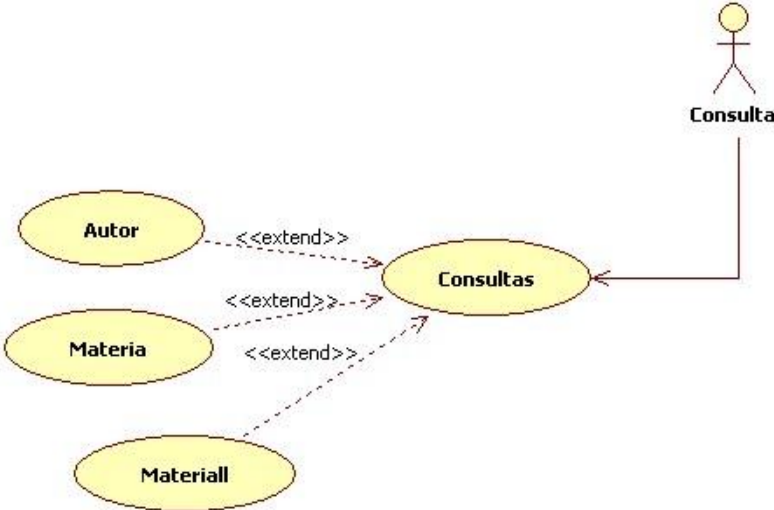 Consulta
Autor
<<extend>>
Consultas
<<extend>>
Materia
<<extend>>
Materiall